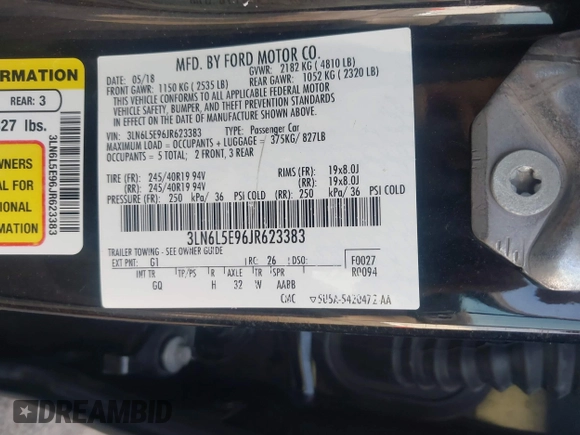 ORMATION
REAR: 3
27 lbs.
3LN6L5E96JR623383
WNERS
AL FOR
IONAL
MATION
MFD. BY FORD MOTOR CO.
DATE: 05/18 GVWR: 2182 KG ( 4810 LB)
FRONT GAWR: 1150 KG ( 2535 LB) REAR GAWR: 1052 KG ( 2320 LB)
THIS VEHICLE CONFORMS TO ALL APPLICABLE FEDERAL MOTOR
VEHICLE SAFETY, BUMPER, AND THEFT PREVENTION STANDARDS
IN EFFECT ON THE DATE OF MANUFACTURE SHOWN ABOVE.
VEHICLE: 3LN6L5E96JR623383 TYPE: Passenger Car
MAXIMUM LOAD = OCCUPANTS + LUGGAGE = 375KG/ 827LB
OCCUPANTS = 5 TOTAL; 2 FRONT, 3 REAR
TIRE (FR): 245/40R19 94V RIMS (FR): 19x8.0J
(RR): 245/40R19 94V (RR): 19x8.0J
PRESSURE (FR): 250 kPa/ 36 PSI COLD (RR): 250 kPa/ 36 PSI COLD
3LN6L5E96JR623383
TRAILER TOWING - SEE OWNER GUIDE
EXT PNT: G1 RC: 26 DSO: F0027
R0094
INT TR TP/PS R AXLE TR SPR
GQ H 32 W AABB
5U5A-5420472-AA
DREAMBID